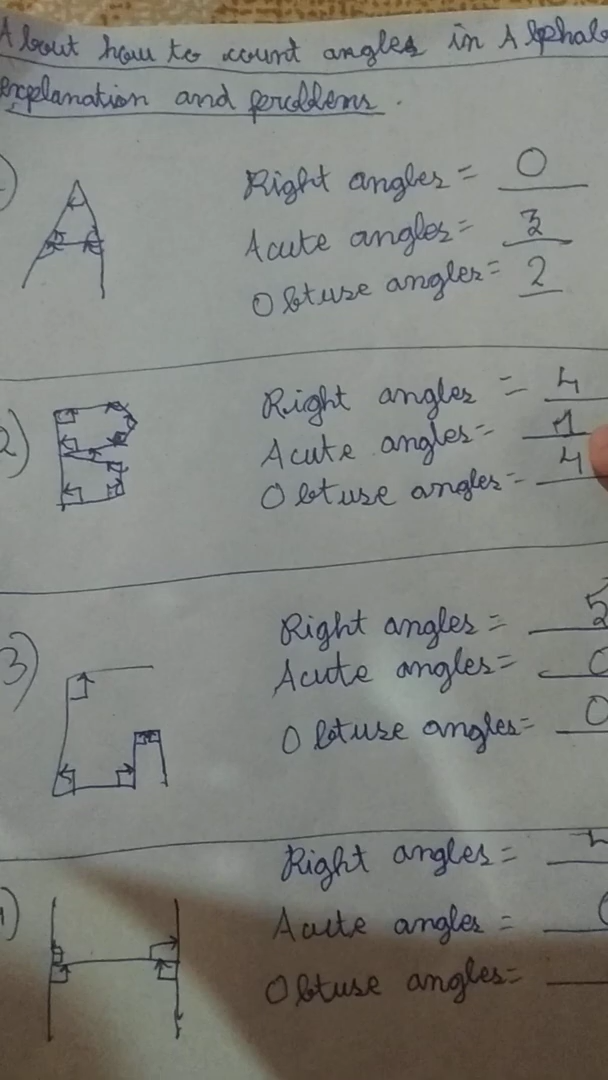 About how to count angles in Alphab
explanation and problems.
Right angles = 0
Acute angles = 3
Obtuse angles = 2
2)
Right angles = 4
Acute angles = 1
Obtuse angles = 4
3)
Right angles = 5
Acute angles = 0
Obtuse angles = 0
Right angles =
Acute angles = 0
Obtuse angles =